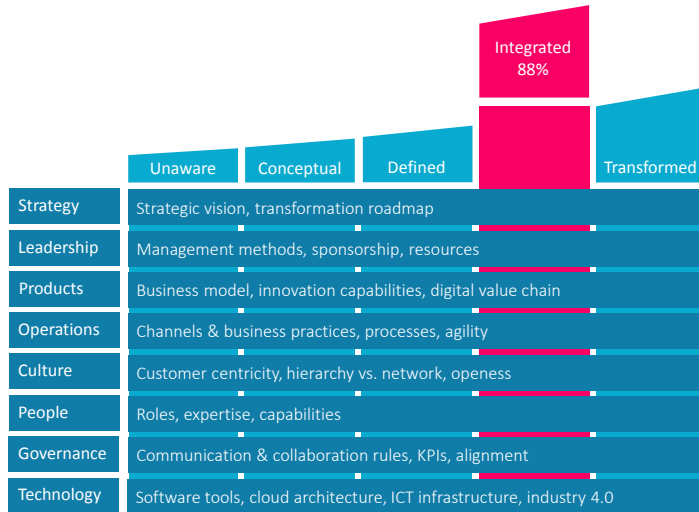 Integrated
88%
Unaware
Conceptual
Defined
Transformed
Strategy
Strategic vision, transformation roadmap
Leadership
Management methods, sponsorship, resources
Products
Business model, innovation capabilities, digital value chain
Operations
Channels & business practices, processes, agility
Culture
Customer centricity, hierarchy vs. network, openess
People
Roles, expertise, capabilities
Governance
Communication & collaboration rules, KPIs, alignment
Technology
Software tools, cloud architecture, ICT infrastructure, industry 4.0